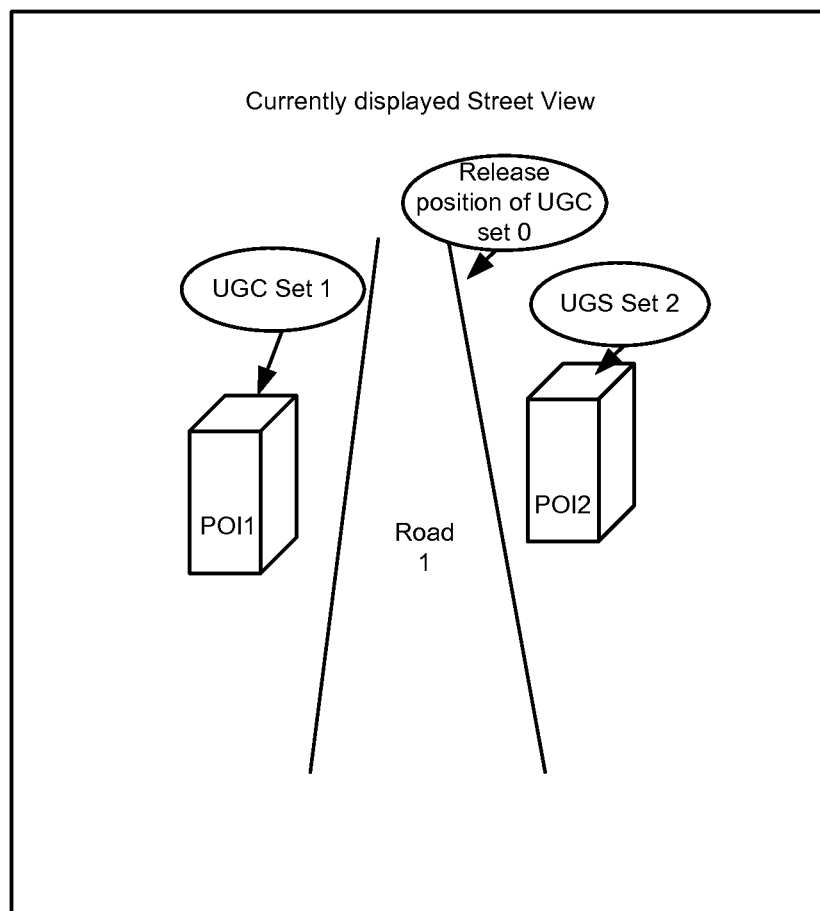 Currently displayed Street View
Release
position of UGC
set 0
UGC Set 1
UGS Set 2
POI1
POI2
Road
1